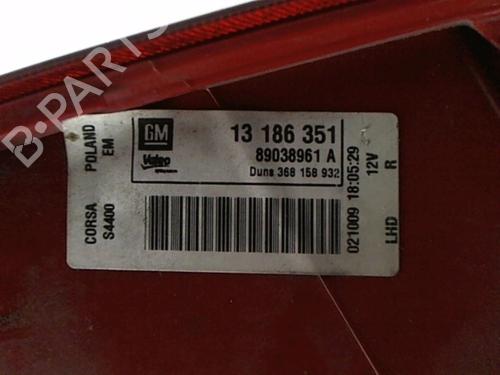 B-PARTS
GM
13 186 351
Valeo
89038961 A
Duns 368 158 932
CORSA POLAND
S4400 EM
021009 18:05:29
12V
LHD R